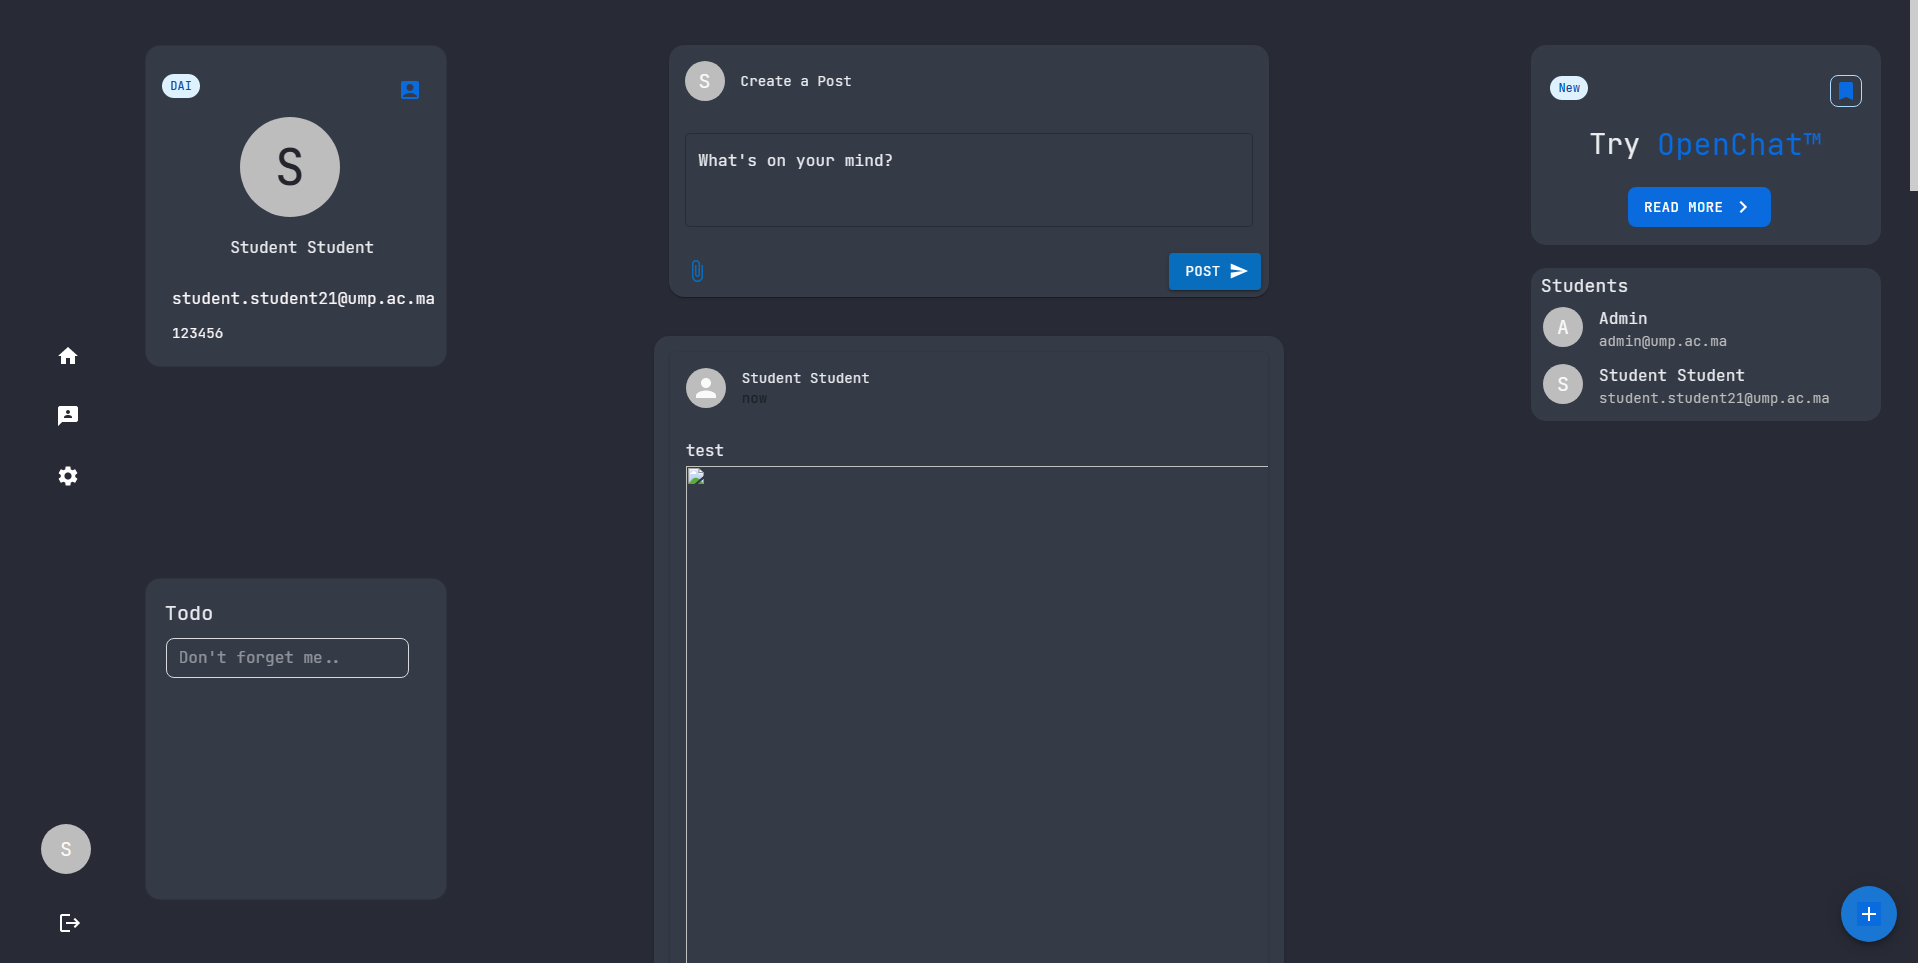 DAI
S
Student Student
student.student21@ump.ac.ma
123456
Todo
Don't forget me..
S
S
Create a Post
What's on your mind?
POST
Student Student
now
test
New
Try OpenChat™
READ MORE
Students
A
Admin
admin@ump.ac.ma
S
Student Student
student.student21@ump.ac.ma